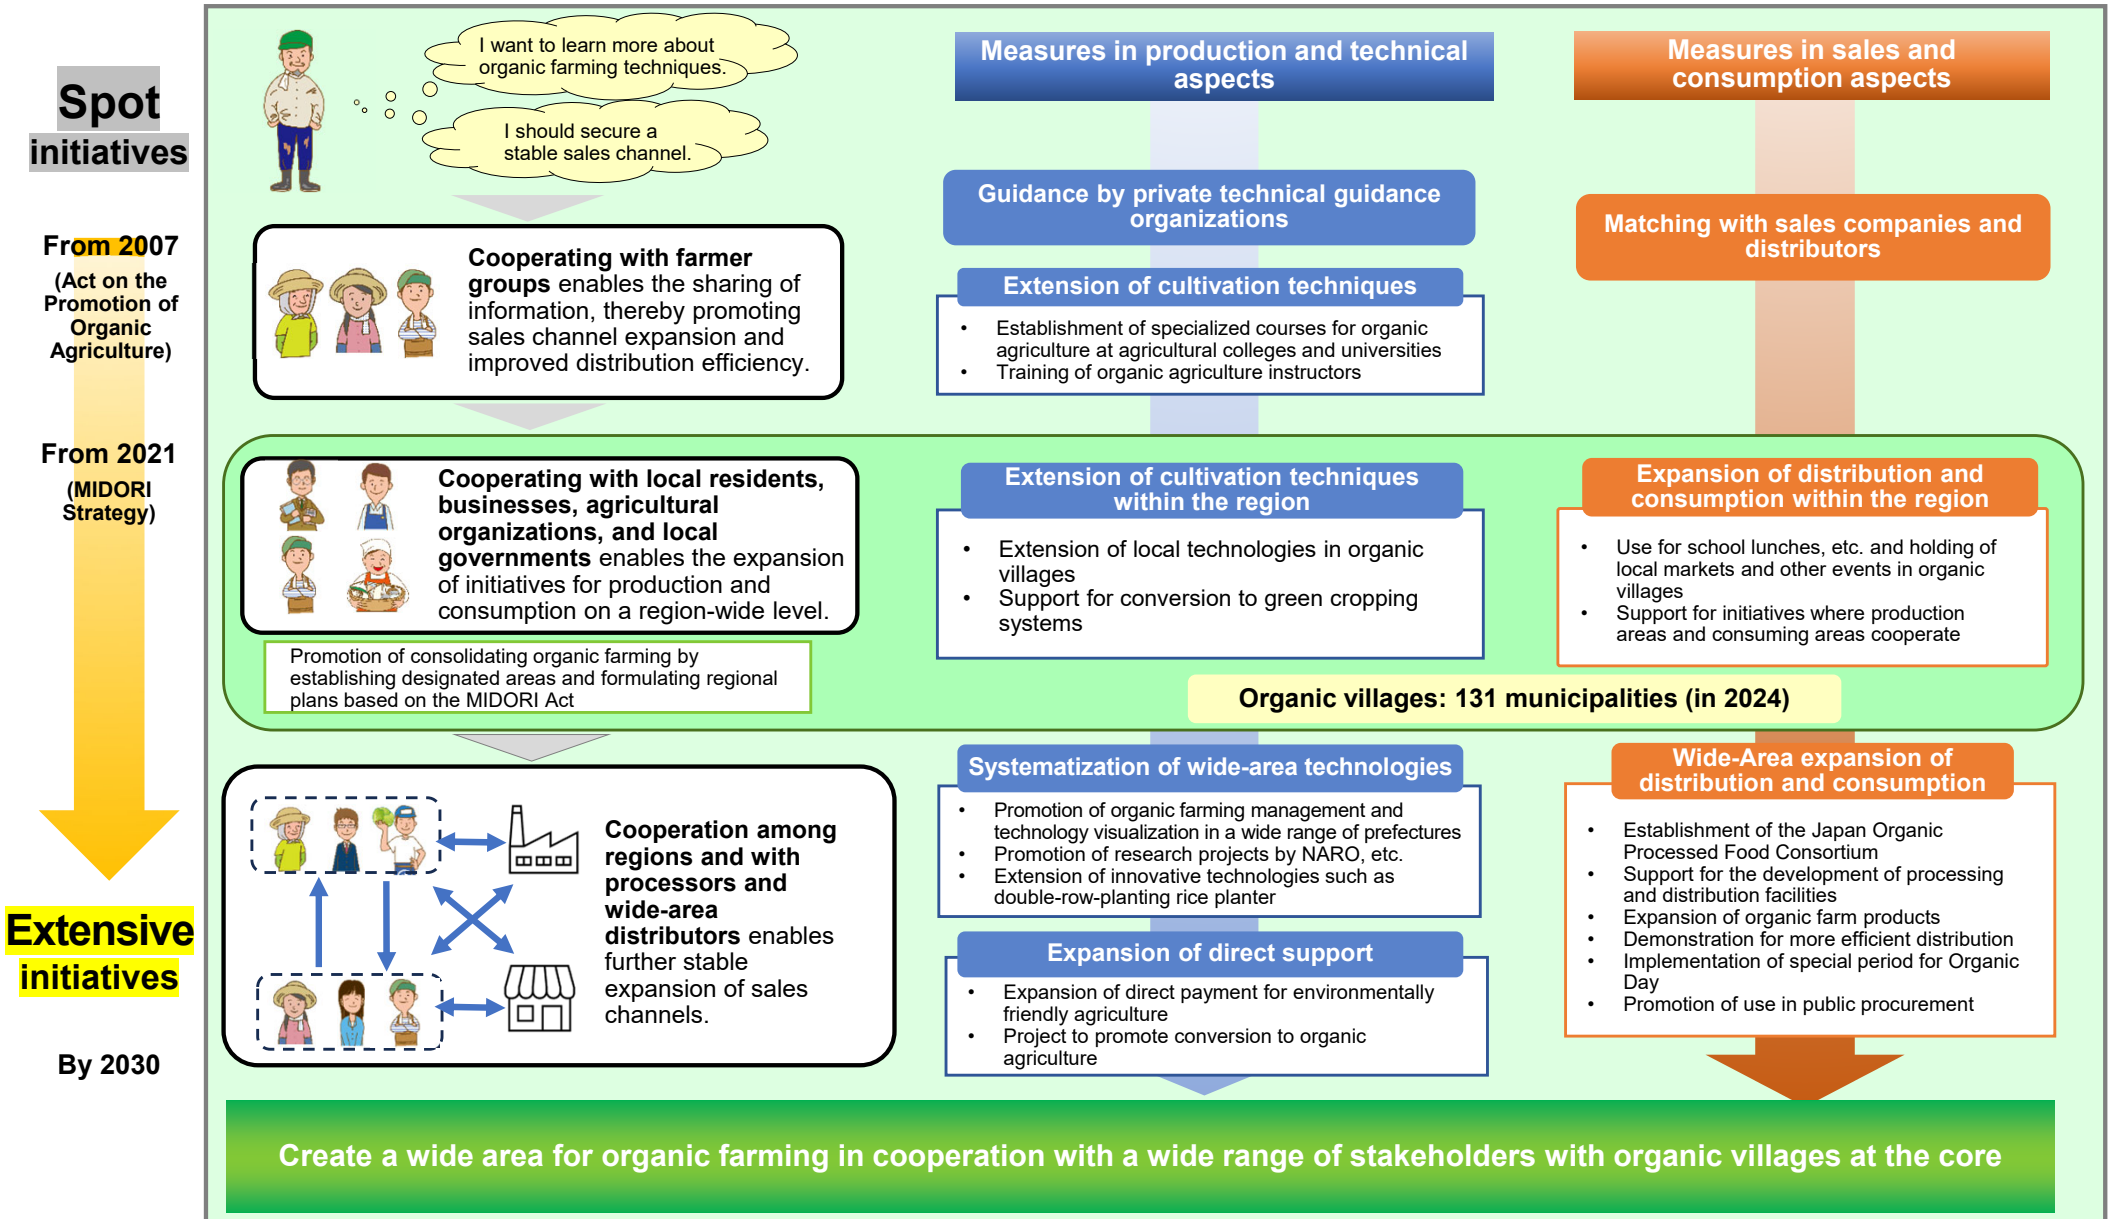 Spot
initiatives
From 2007
(Act on the
Promotion of
Organic
Agriculture)
From 2021
(MIDORI
Strategy)
Extensive
initiatives
By 2030
I want to learn more about
organic farming techniques.
I should secure a
stable sales channel.
Cooperating with farmer
groups enables the sharing of
information, thereby promoting
sales channel expansion and
improved distribution efficiency.
Cooperating with local residents,
businesses, agricultural
organizations, and local
governments enables the expansion
of initiatives for production and
consumption on a region-wide level.
Promotion of consolidating organic farming by
establishing designated areas and formulating regional
plans based on the MIDORI Act
Cooperation among
regions and with
processors and
wide-area
distributors enables
further stable
expansion of sales
channels.
Measures in production and technical
aspects
Guidance by private technical guidance
organizations
Extension of cultivation techniques
• Establishment of specialized courses for organic
agriculture at agricultural colleges and universities
• Training of organic agriculture instructors
Extension of cultivation techniques
within the region
• Extension of local technologies in organic
villages
• Support for conversion to green cropping
systems
Systematization of wide-area technologies
• Promotion of organic farming management and
technology visualization in a wide range of prefectures
• Promotion of research projects by NARO, etc.
• Extension of innovative technologies such as
double-row-planting rice planter
Expansion of direct support
• Expansion of direct payment for environmentally
friendly agriculture
• Project to promote conversion to organic
agriculture
Measures in sales and
consumption aspects
Matching with sales companies and
distributors
Expansion of distribution and
consumption within the region
• Use for school lunches, etc. and holding of
local markets and other events in organic
villages
• Support for initiatives where production
areas and consuming areas cooperate
Organic villages: 131 municipalities (in 2024)
Wide-Area expansion of
distribution and consumption
• Establishment of the Japan Organic
Processed Food Consortium
• Support for the development of processing
and distribution facilities
• Expansion of organic farm products
• Demonstration for more efficient distribution
• Implementation of special period for Organic
Day
• Promotion of use in public procurement
Create a wide area for organic farming in cooperation with a wide range of stakeholders with organic villages at the core